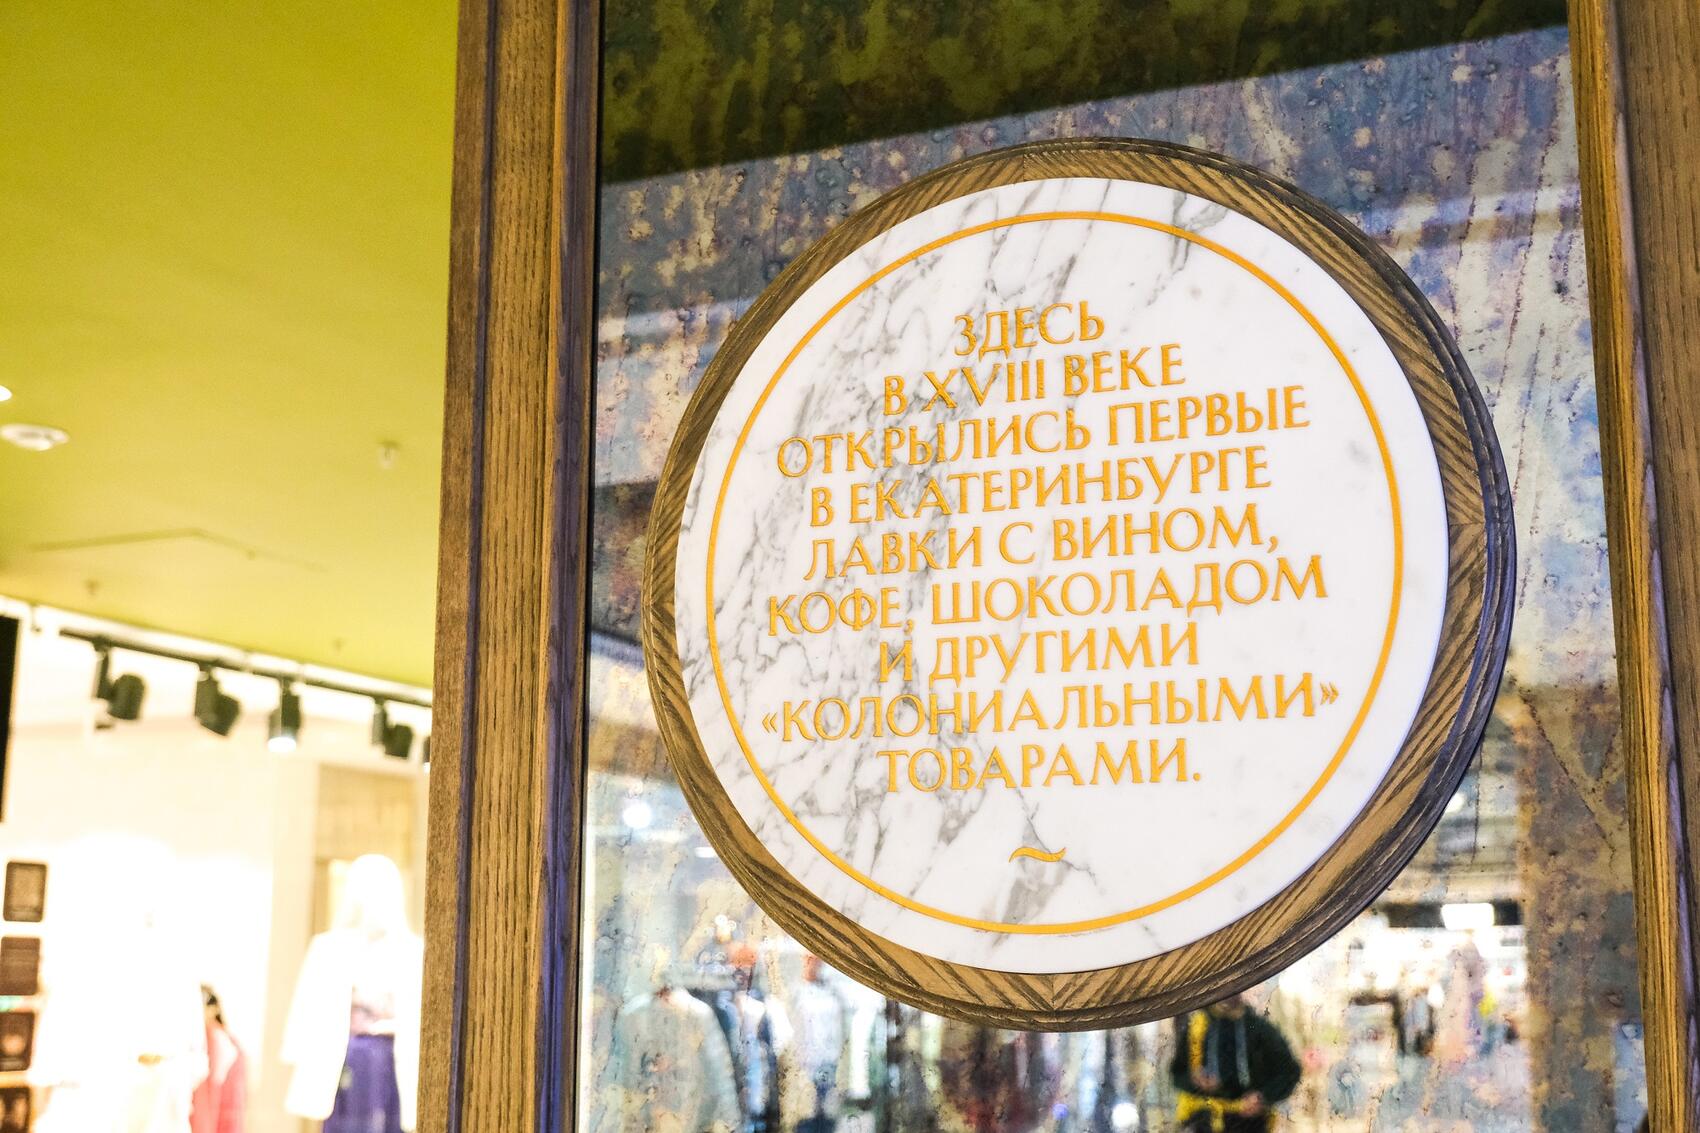 ЗДЕСЬ
В XVIII ВЕКЕ
ОТКРЫЛИСЬ ПЕРВЫЕ
В ЕКАТЕРИНБУРГЕ
ЛАВКИ С ВИНОМ,
КОФЕ, ШОКОЛАДОМ
И ДРУГИМИ
«КОЛОНИАЛЬНЫМИ»
ТОВАРАМИ.
~